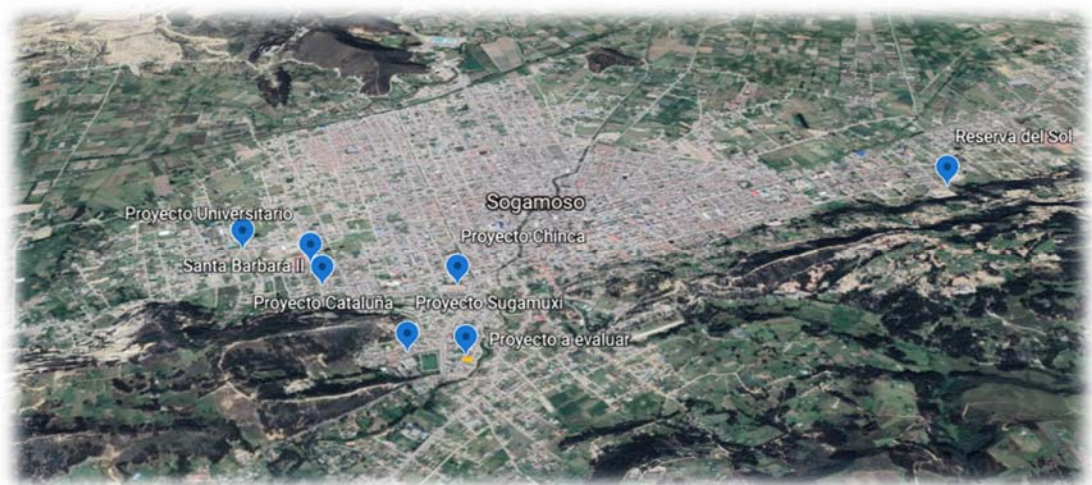 Reserva del Sol
Sogamoso
Proyecto Universitario
Proyecto Chinca
Santa Barbara II
Proyecto Cataluña
Proyecto Sugamuxi
Proyecto a evaluar